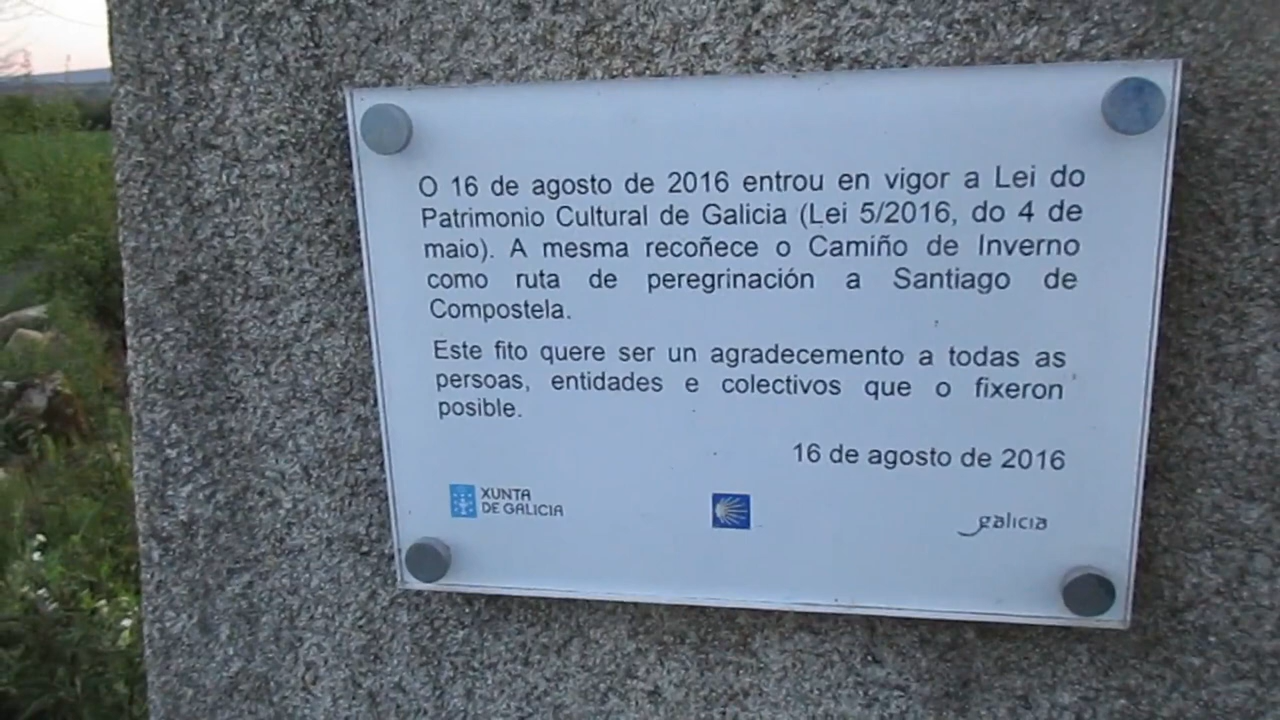 O 16 de agosto de 2016 entrou en vigor a Lei do
Patrimonio Cultural de Galicia (Lei 5/2016, do 4 de
maio). A mesma recoñece o Camiño de Inverno
como ruta de peregrinación a Santiago de
Compostela.
Este fito quere ser un agradecemento a todas as
persoas, entidades e colectivos que o fixeron
posible.
16 de agosto de 2016
XUNTA
DE GALICIA
galicia